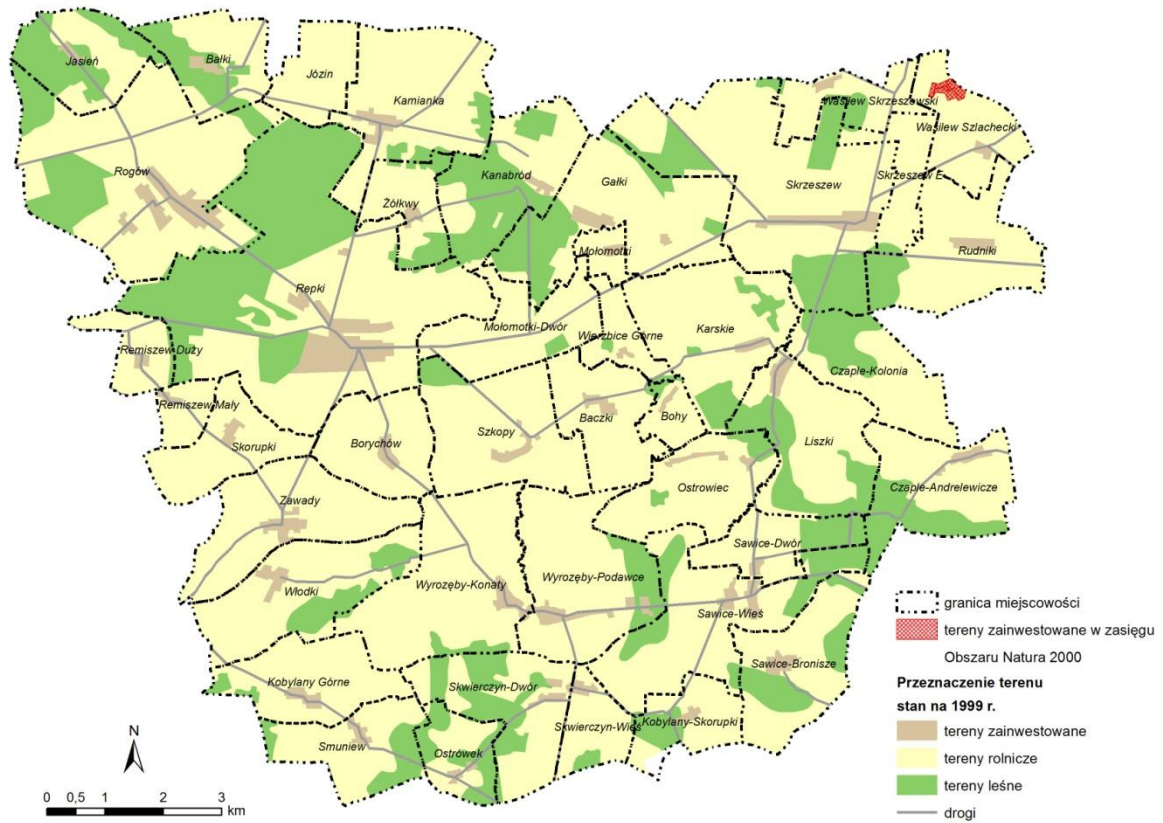 Jasień
Bałki
Józin
Kamianka
Wasilew Skrzeszewski
Wasilew Szlachecki
Rogów
Kanabród
Gałki
Skrzeszew
Skrzeszew E
Żółkwy
Mołomotki
Rudniki
Repki
Mołomotki-Dwór
Wierzbice Górne
Karskie
Remiszew-Duży
Czaple-Kolonia
Remiszew-Mały
Skorupki
Borychów
Szkopy
Baczki
Bohy
Liszki
Zawady
Ostrowiec
Czaple-Andrelewicze
Sawice-Dwór
Włodki
Wyrozęby-Konaty
Wyrozęby-Podawce
Sawice-Wieś
Sawice-Bronisze
Kobylany Górne
Skwierczyn-Dwór
Skwierczyn-Wieś
Kobylany-Skorupki
Smuniew
Ostrówek
N
0 0,5 1 2 3
km
granica miejscowości
tereny zainwestowane w zasięgu
Obszaru Natura 2000
Przeznaczenie terenu
stan na 1999 r.
tereny zainwestowane
tereny rolnicze
tereny leśne
drogi